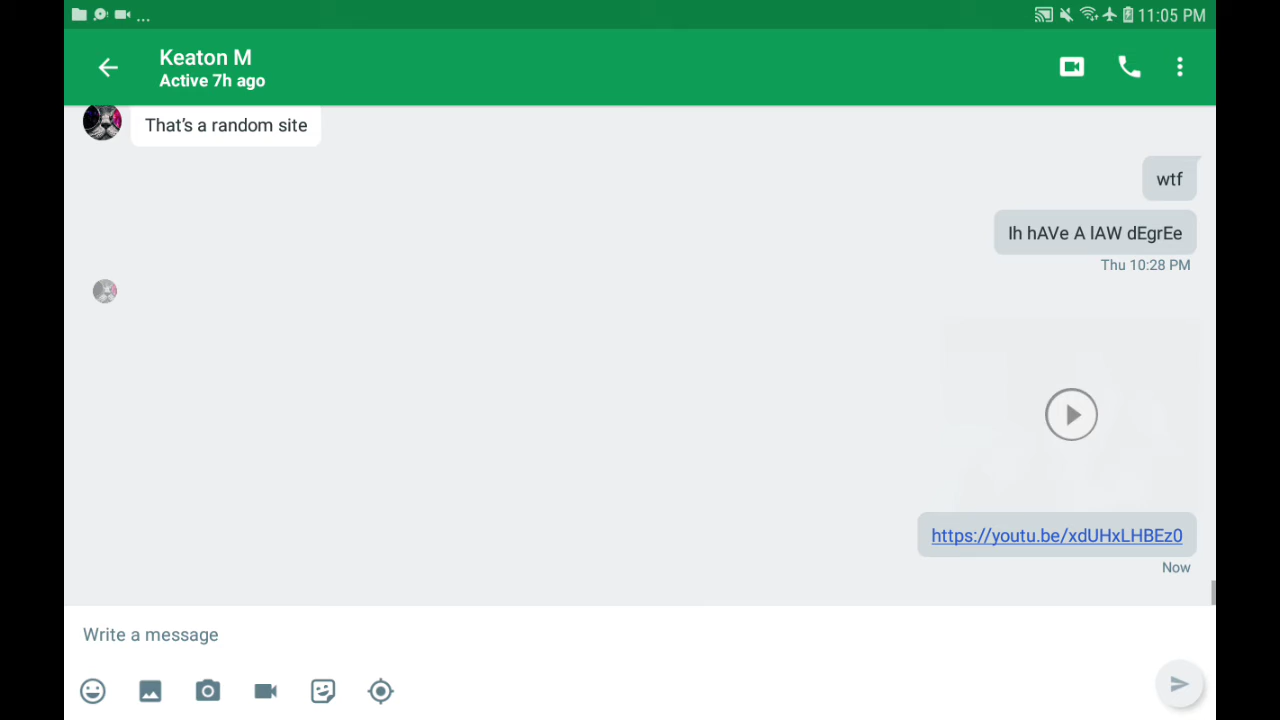 ... 11:05 PM
Keaton M
Active 7h ago
That's a random site
wtf
Ih hAVe A lAW dEgrEe
Thu 10:28 PM
https://youtu.be/xdUHxLHBEz0
Now
Write a message